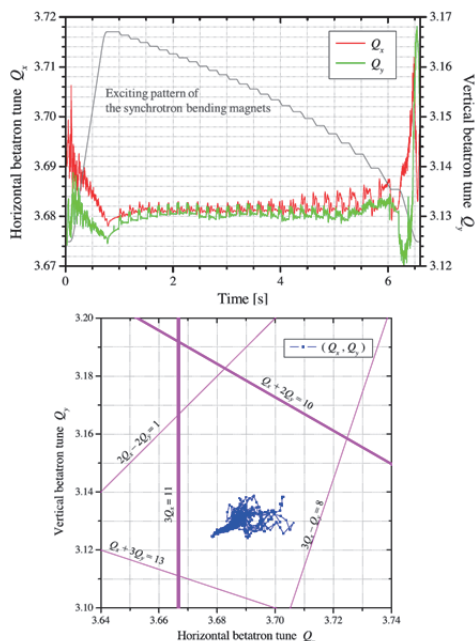 3.72
3.71
3.70
3.69
3.68
3.67
Horizontal betatron tune Qx
3.17
3.16
3.15
3.14
3.13
3.12
Vertical betatron tune Qy
Qx
Qy
Exciting pattern of
the synchrotron bending magnets
0 1 2 3 4 5 6
Time [s]
3.20
3.18
3.16
3.14
3.12
3.10
Vertical betatron tune Qy
(Qx, Qy)
Qx + 2Qy = 10
2Qx − 2Qy = 1
3Qx = 11
3Qx − Qy = 8
Qx + 3Qy = 13
3.64 3.66 3.68 3.70 3.72 3.74
Horizontal betatron tune Q